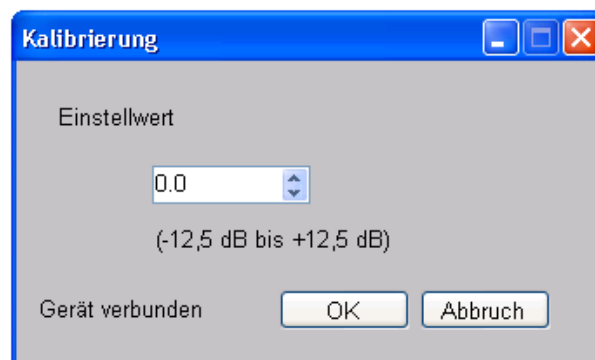 Kalibrierung
Einstellwert
0.0
(-12,5 dB bis +12,5 dB)
Gerät verbunden OK Abbruch